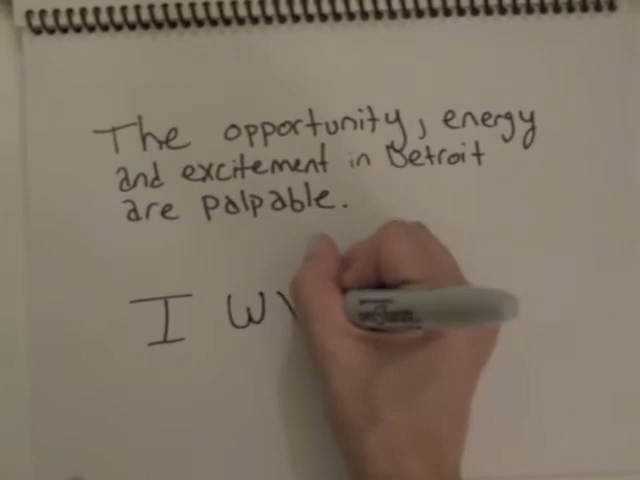 The opportunity, energy
and excitement in Detroit
are palpable.
I w